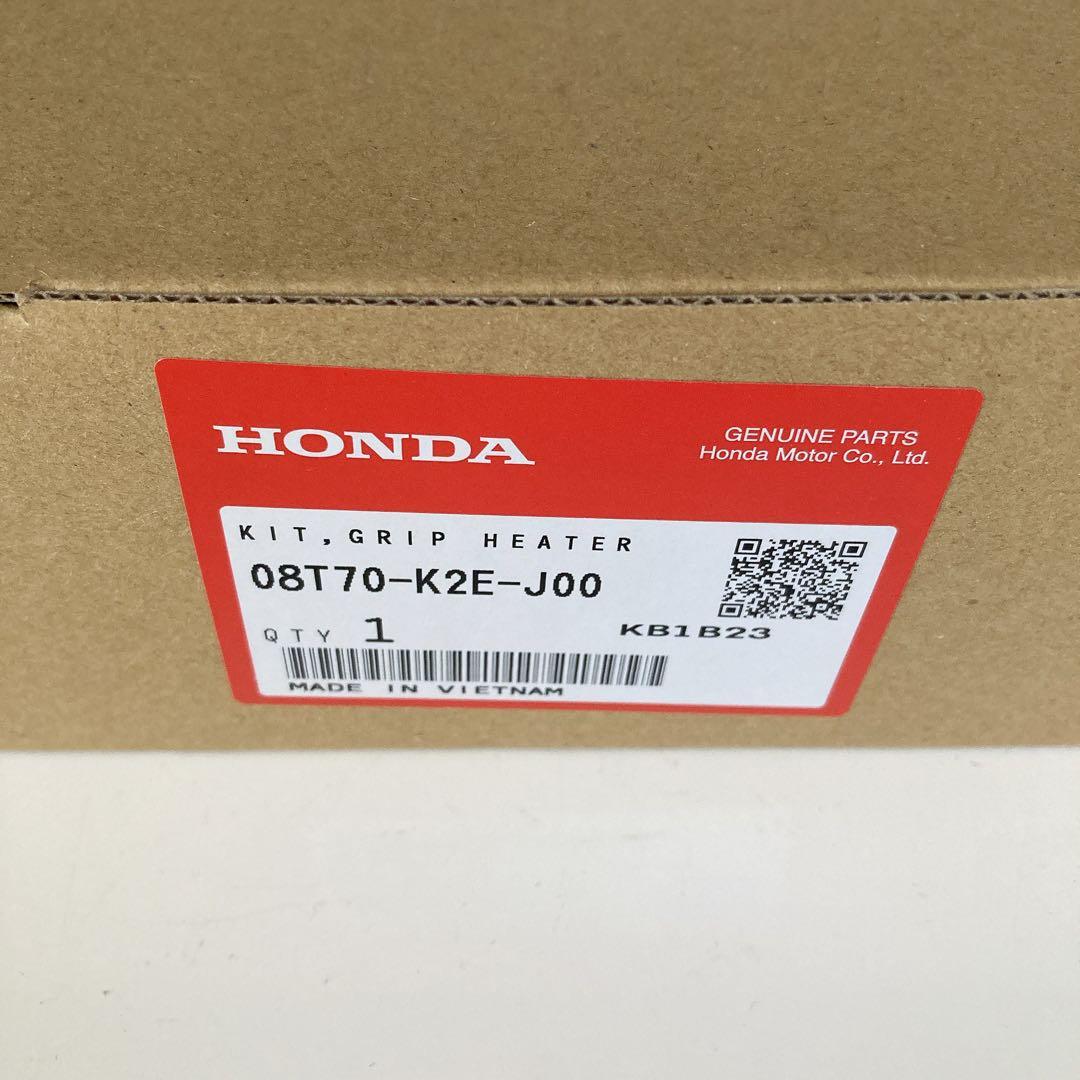 HONDA
GENUINE PARTS
Honda Motor Co., Ltd.
KIT,GRIP HEATER
08T70-K2E-J00
QTY 1
KB1B23
MADE IN VIETNAM